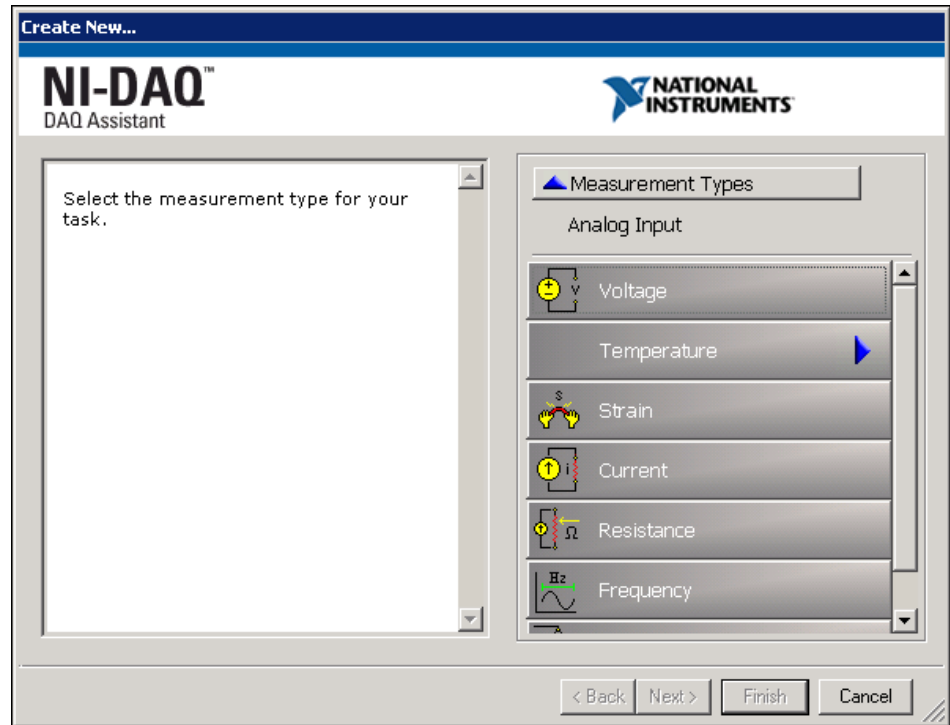 Create New...
NI-DAQ™
DAQ Assistant
NATIONAL
INSTRUMENTS
Select the measurement type for your
task.
Measurement Types
Analog Input
V
Voltage
Temperature
S
Strain
i
Current
Ω
Resistance
Hz
Frequency
< Back
Next >
Finish
Cancel